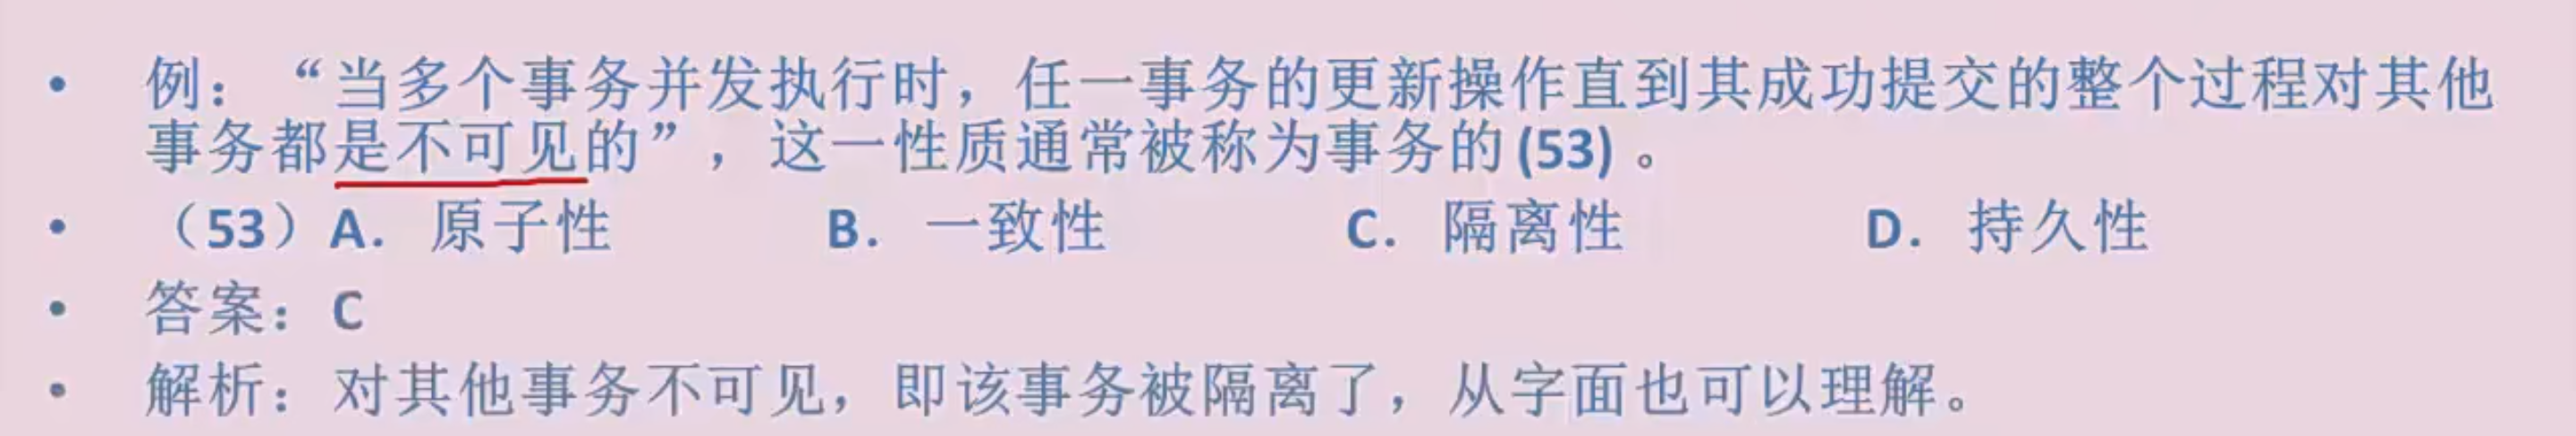 • 例：“当多个事务并发执行时，任一事务的更新操作直到其成功提交的整个过程对其他
事务都是不可见的”，这一性质通常被称为事务的(53)。
• （53）A. 原子性 B. 一致性 C. 隔离性 D. 持久性
• 答案：C
• 解析：对其他事务不可见，即该事务被隔离了，从字面也可以理解。